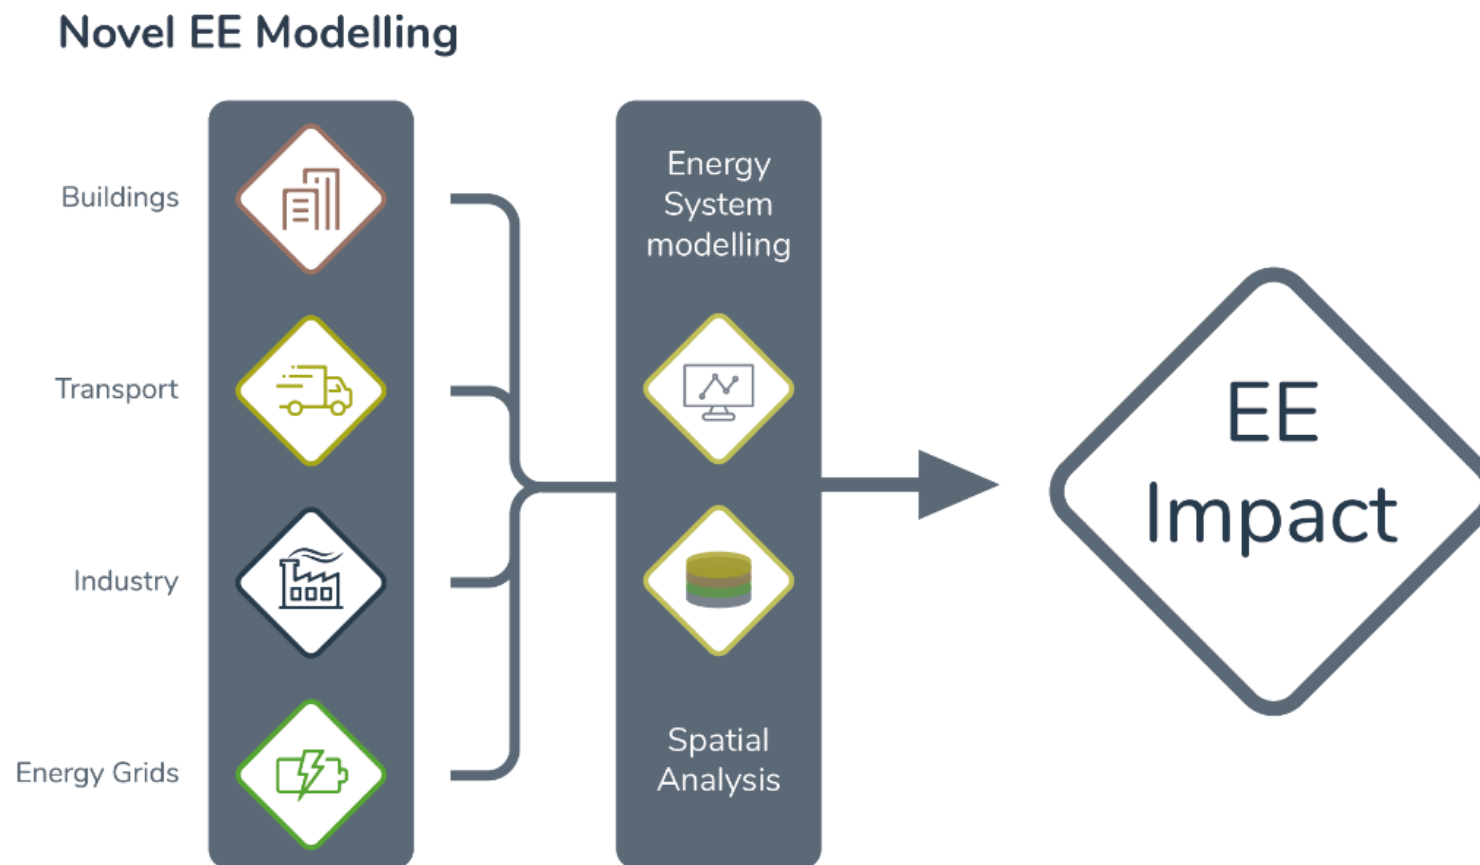 Novel EE Modelling
Buildings
Transport
Industry
Energy Grids
Energy
System
modelling
Spatial
Analysis
EE
Impact